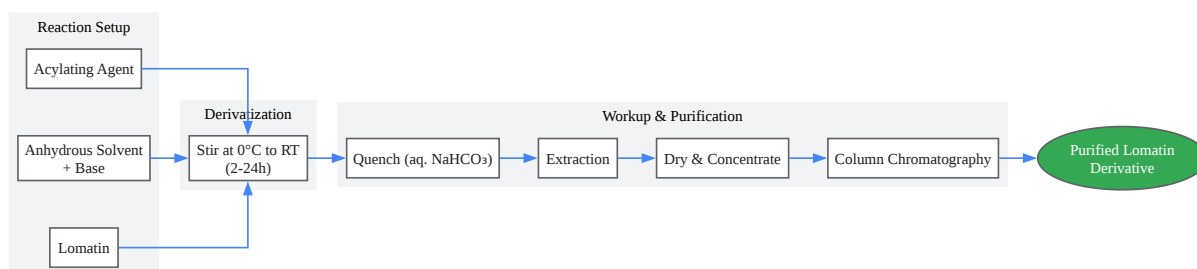 Reaction Setup
Acylating Agent
Anhydrous Solvent
+ Base
Lomatin
Derivatization
Stir at 0°C to RT
(2-24h)
Workup & Purification
Quench (aq. NaHCO₃)
Extraction
Dry & Concentrate
Column Chromatography
Purified Lomatin
Derivative